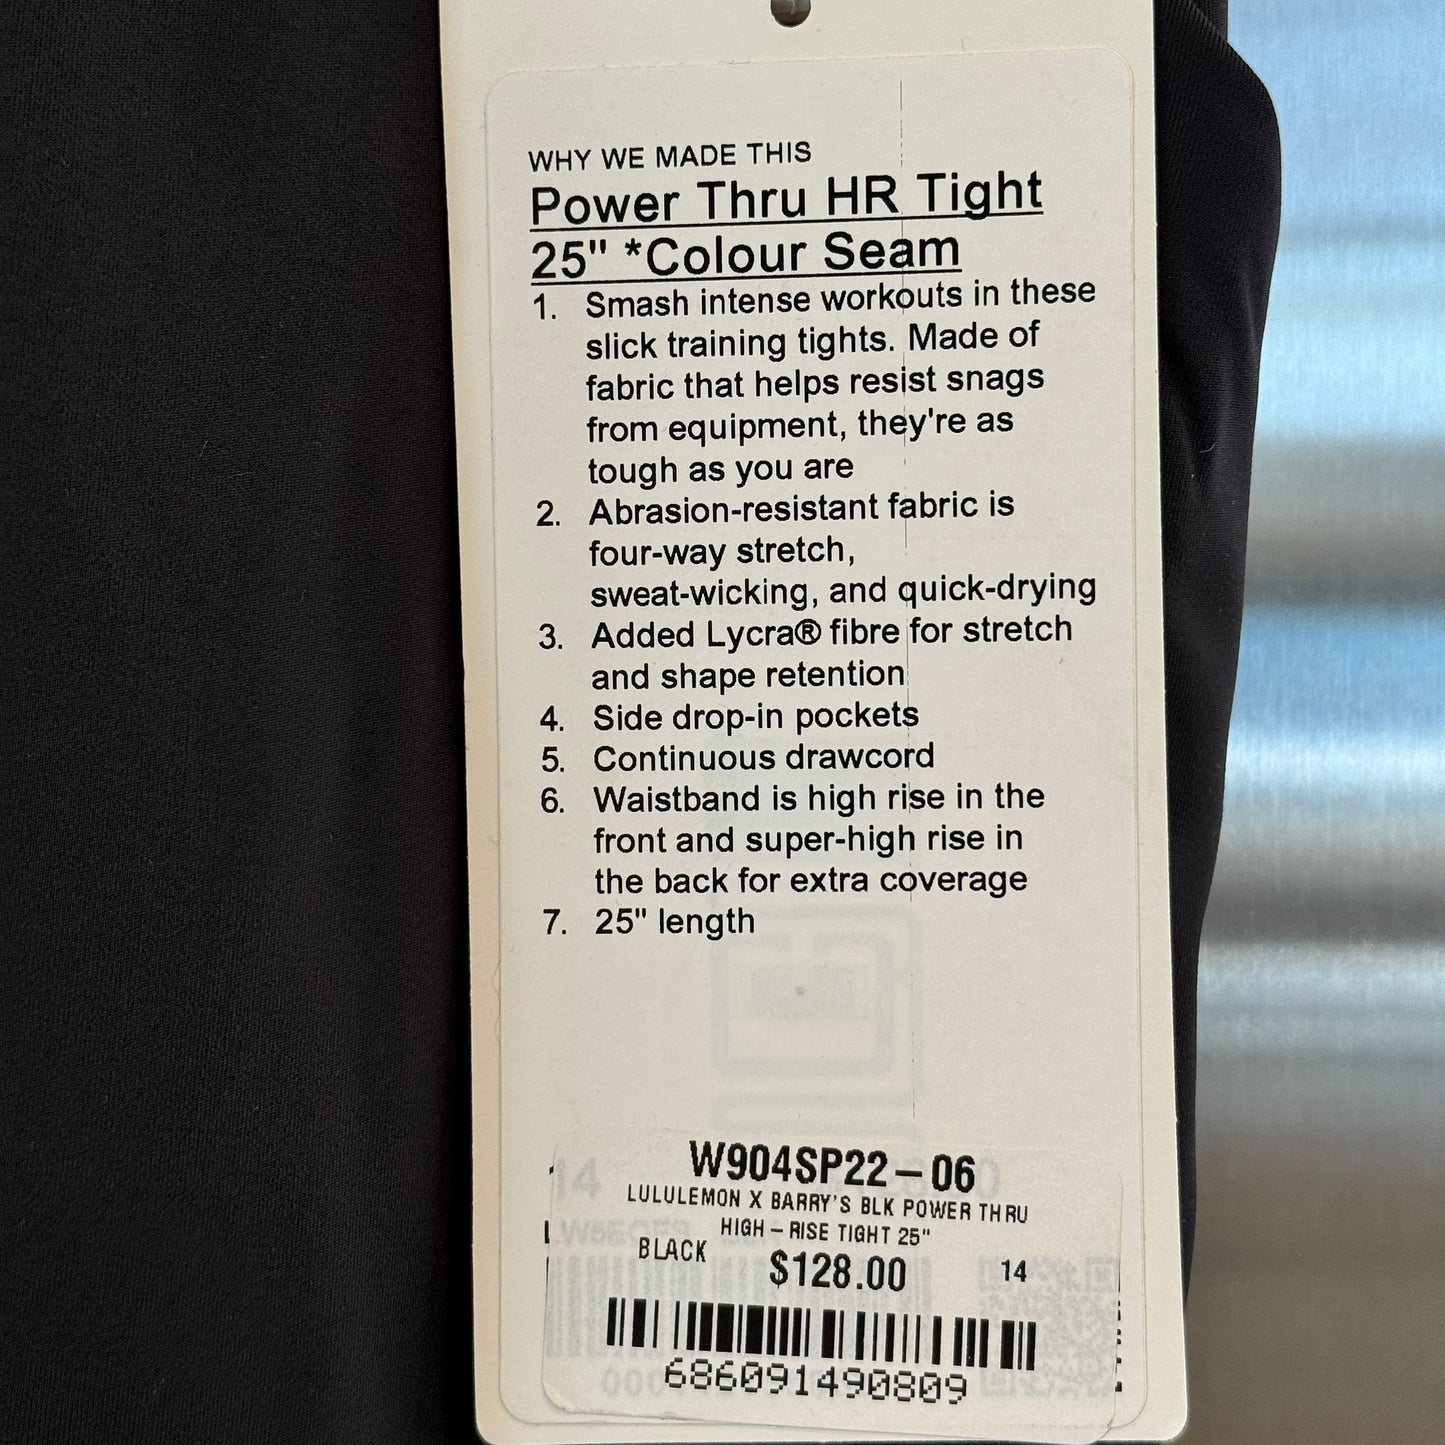 WHY WE MADE THIS
Power Thru HR Tight
25" *Colour Seam
1. Smash intense workouts in these
slick training tights. Made of
fabric that helps resist snags
from equipment, they're as
tough as you are
2. Abrasion-resistant fabric is
four-way stretch,
sweat-wicking, and quick-drying
3. Added Lycra® fibre for stretch
and shape retention
4. Side drop-in pockets
5. Continuous drawcord
6. Waistband is high rise in the
front and super-high rise in
the back for extra coverage
7. 25" length
W904SP22-06
LULULEMON X BARRY'S BLK POWER THRU
HIGH-RISE TIGHT 25"
BLACK $128.00 14
686091490809